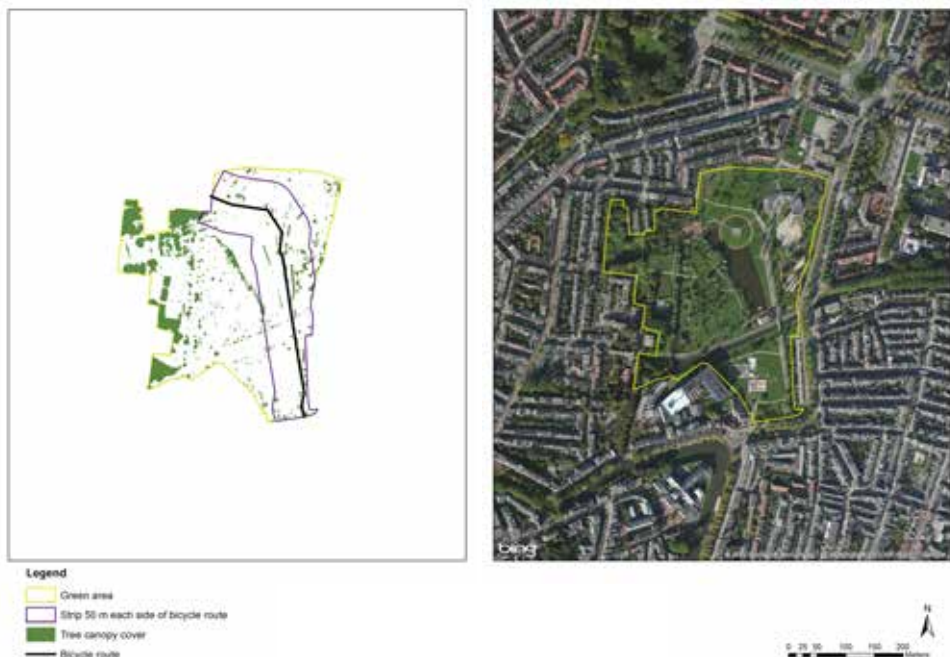 bing
Legend
Green area
Strip 50 m each side of bicycle route
Tree canopy cover
Bicycle route
N
0 25 50 100 150 200
Meters